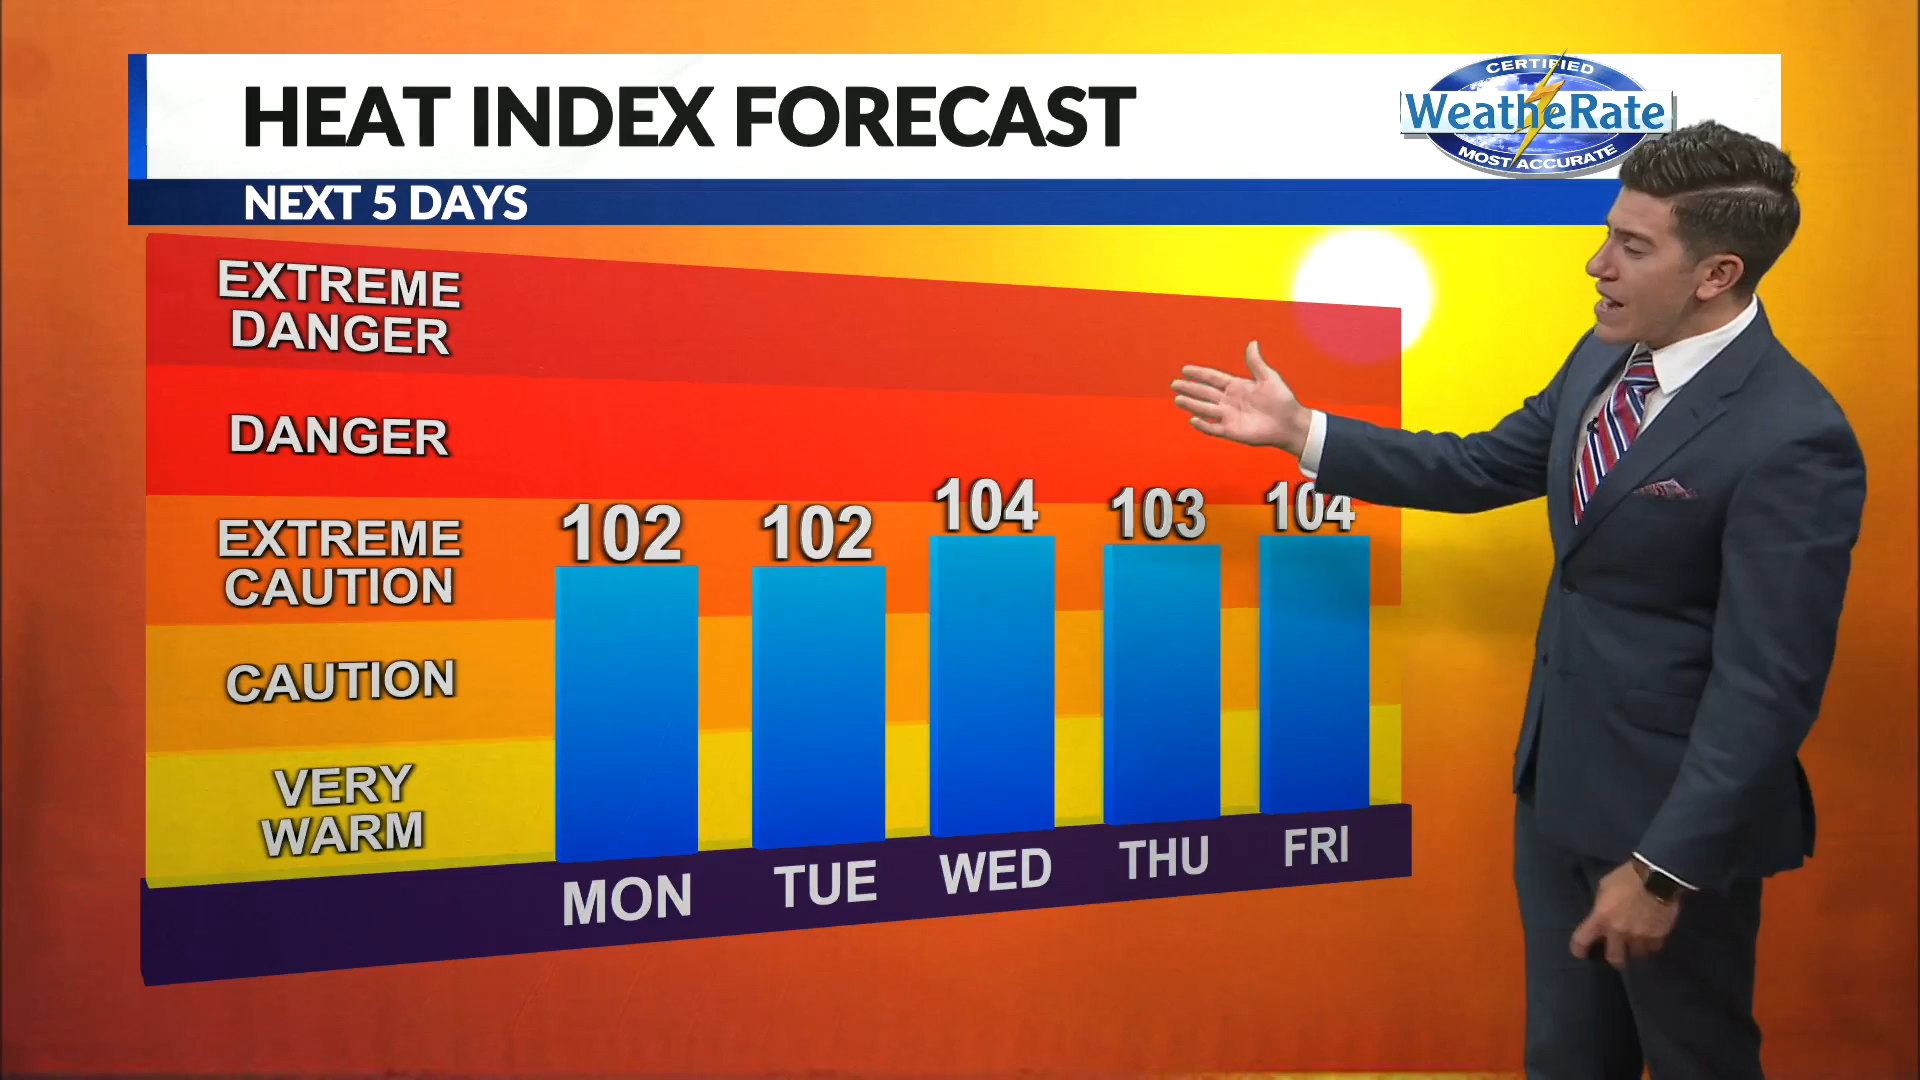 HEAT INDEX FORECAST
CERTIFIED
WeatheRate
MOST ACCURATE
NEXT 5 DAYS
EXTREME
DANGER
DANGER
EXTREME
CAUTION
CAUTION
VERY
WARM
102
102
104
103
104
MON
TUE
WED
THU
FRI